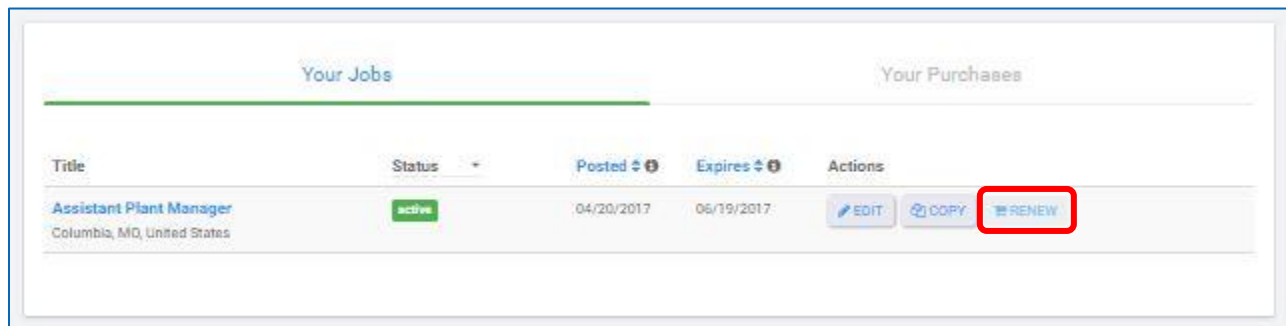 Your Jobs Your Purchases
Title Status Posted Expires Actions
Assistant Plant Manager active 04/20/2017 06/19/2017 EDIT COPY RENEW
Columbia, MO, United States